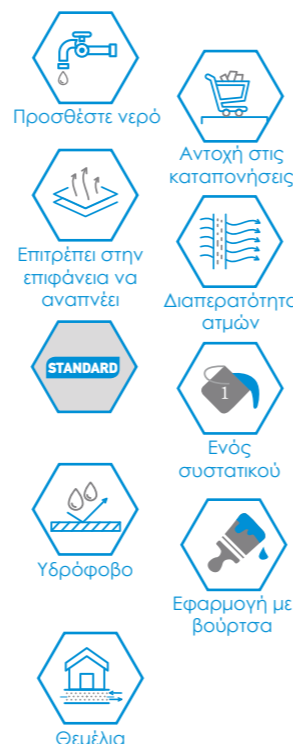 Προσθέστε νερό
Αντοχή στις
καταπονήσεις
Επιτρέπει στην
επιφάνεια να
αναπνέει
Διαπερατότητα
ατμών
STANDARD
1
Ενός
συστατικού
Υδρόφοβο
Εφαρμογή με
βούρτσα
Θεμέλια